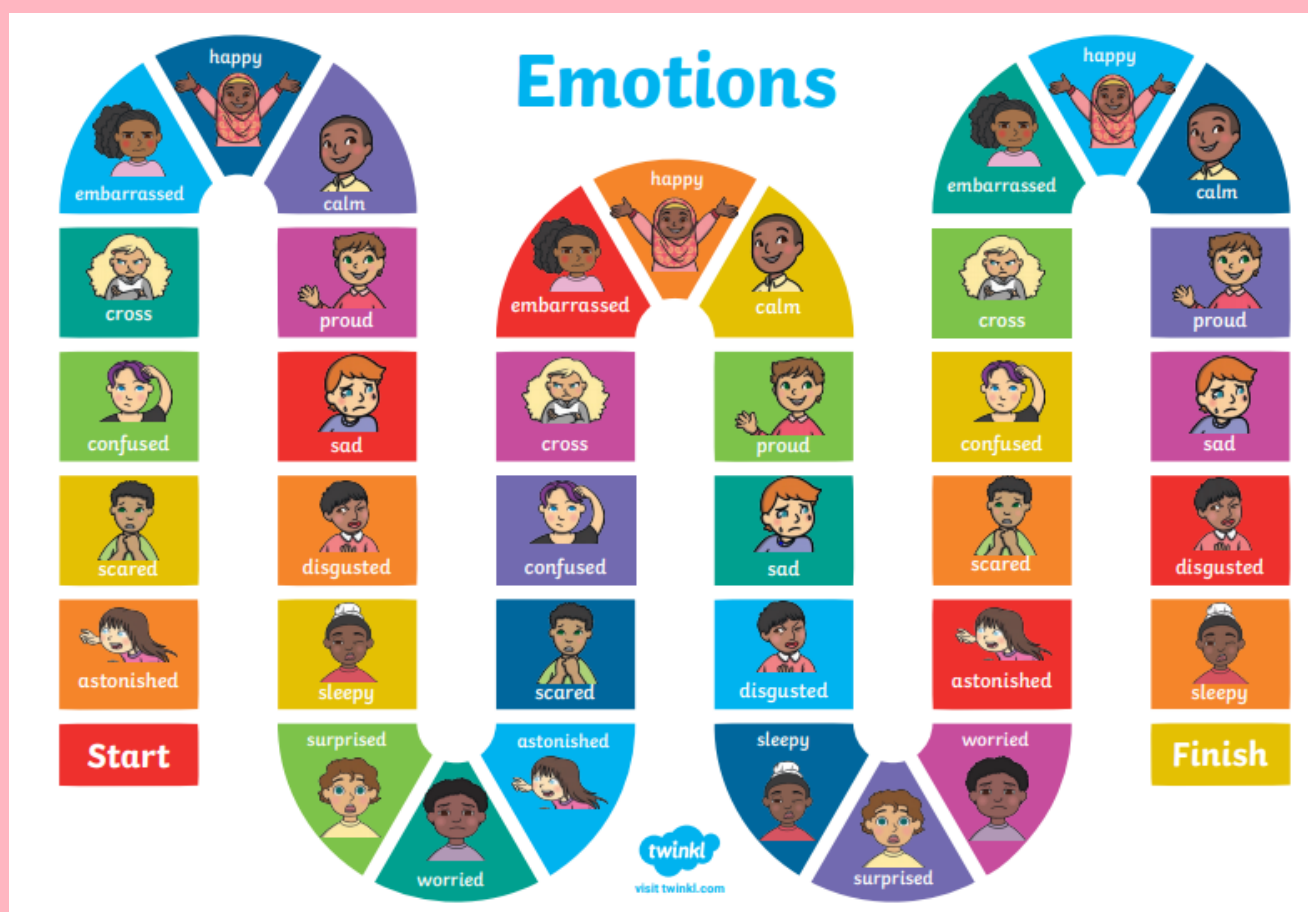 Emotions
Start
astonished
scared
confused
cross
embarrassed
happy
calm
proud
sad
disgusted
sleepy
surprised
worried
astonished
scared
confused
cross
embarrassed
happy
calm
proud
sad
disgusted
sleepy
surprised
worried
astonished
scared
confused
cross
embarrassed
happy
calm
proud
sad
disgusted
sleepy
Finish
twinkl
visit twinkl.com